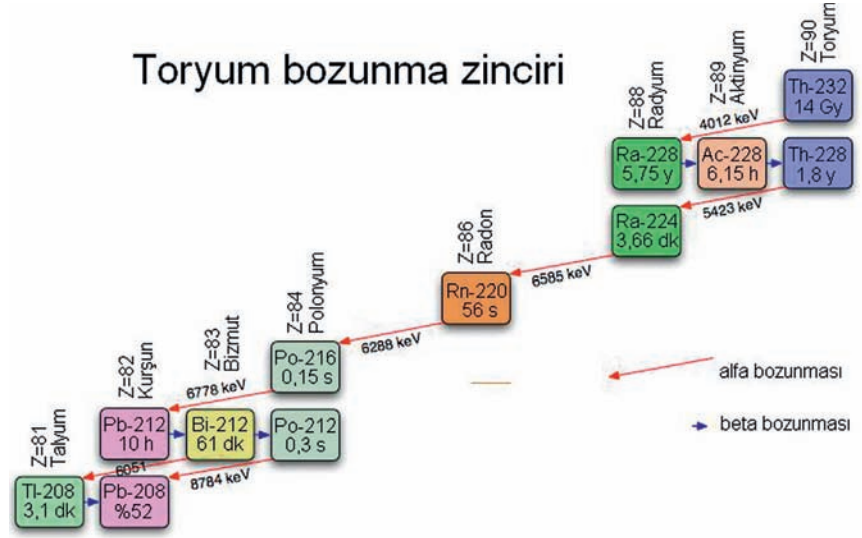 Toryum bozunma zinciri
Z=90
Toryum
Z=89
Aktinyum
Z=88
Radyum
Th-232
14 Gy
4012 keV
Ra-228
5,75 y
Ac-228
6,15 h
Th-228
1,8 y
5423 keV
Ra-224
3,66 dk
Z=86
Radon
6585 keV
Rn-220
56 s
Z=84
Polonyum
6288 keV
Po-216
0,15 s
Z=83
Bizmut
Z=82
Kurşun
6778 keV
alfa bozunması
Pb-212
10 h
Bi-212
61 dk
Po-212
0,3 s
beta bozunması
Z=81
Talyum
6051
8784 keV
Tl-208
3,1 dk
Pb-208
%52